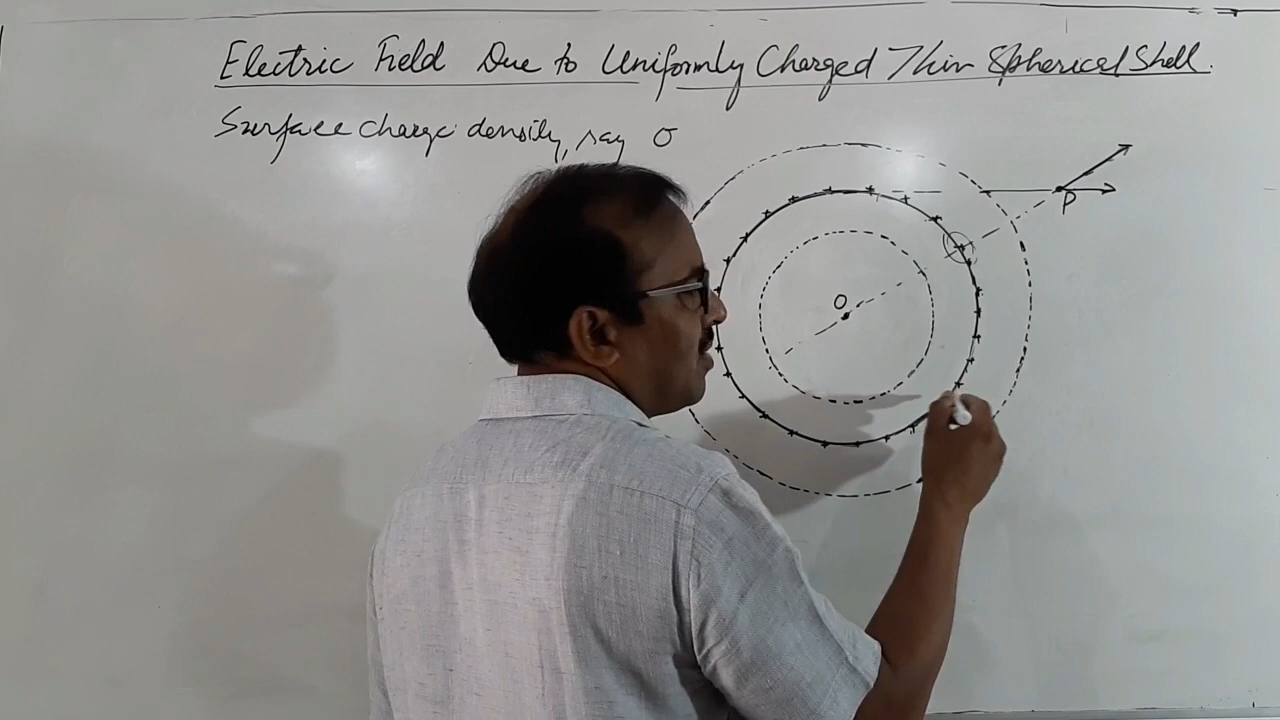 Electric Field Due to Uniformly Charged Thin Spherical Shell.
Surface charge density, say σ
P
O